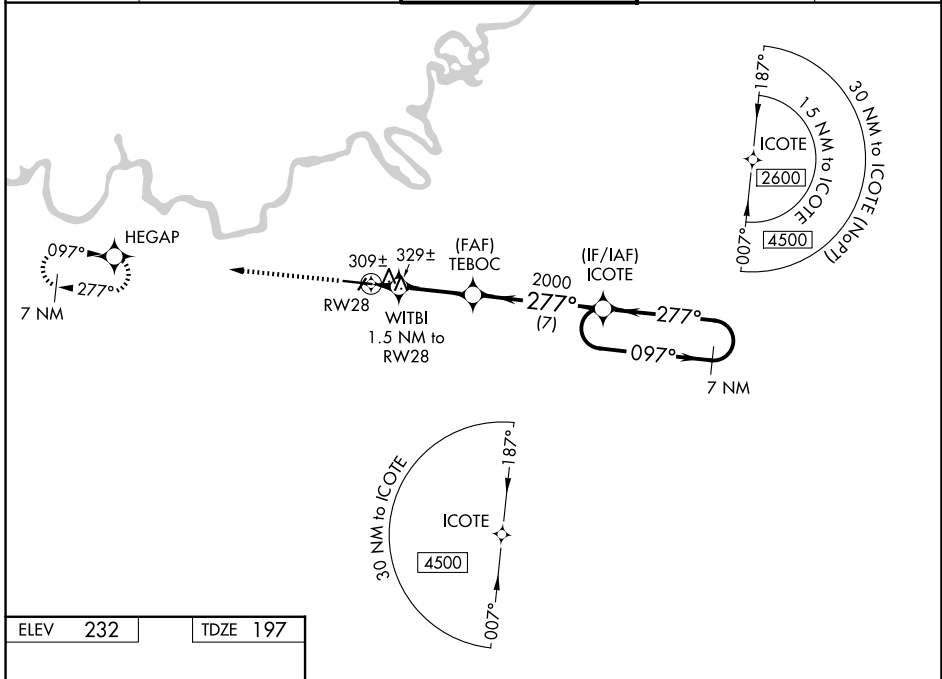 187°
30 NM to ICOTE (NoPT)
15 NM to ICOTE
ICOTE
2600
4500
007°
HEGAP
097°
277°
7 NM
309±
329±
RW28
WITBI
1.5 NM to
RW28
(FAF)
TEBOC
2000
277°
(7)
(IF/IAF)
ICOTE
277°
097°
7 NM
30 NM to ICOTE
187°
ICOTE
4500
007°
ELEV 232
TDZE 197